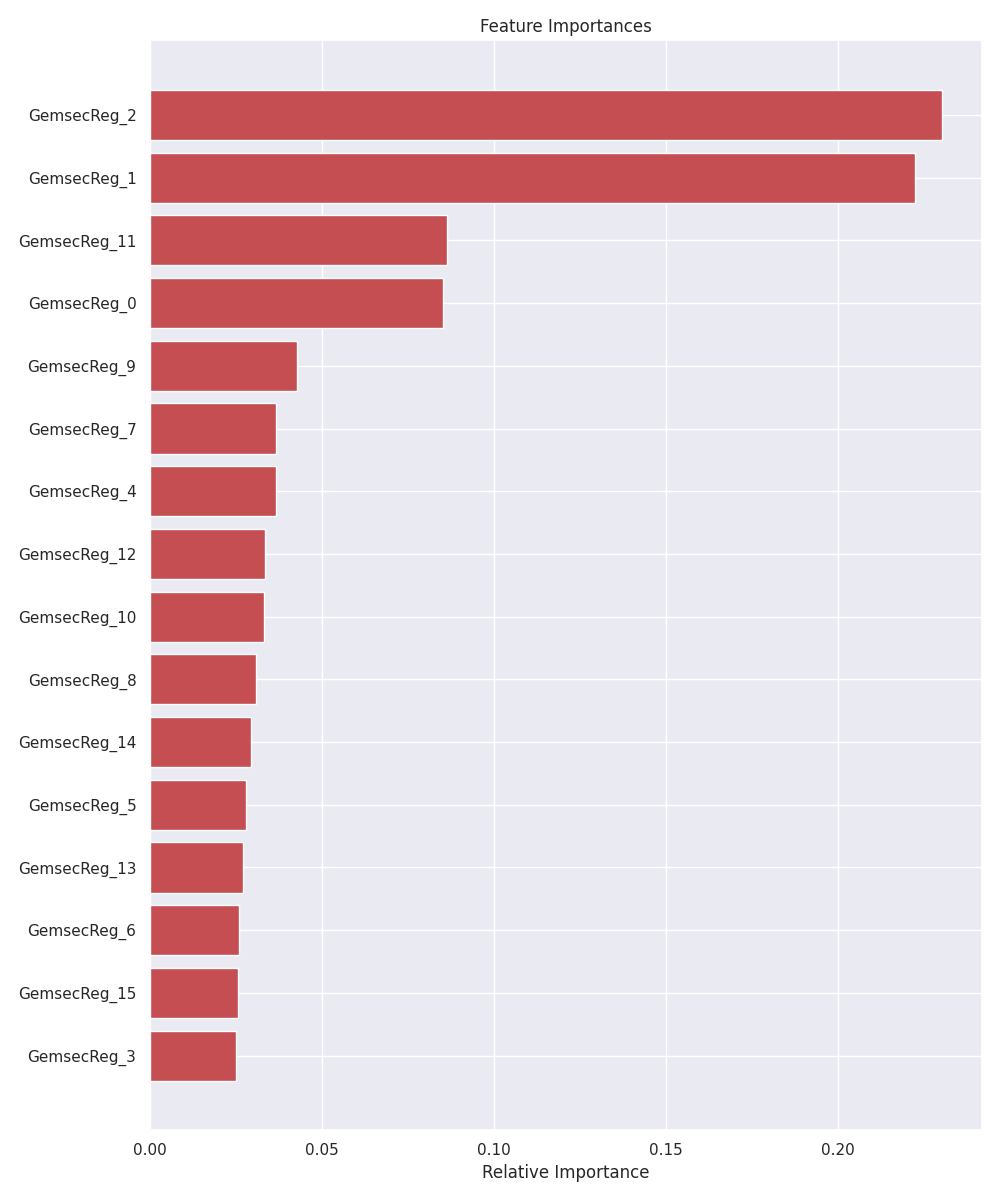 Feature Importances
GemsecReg_2
GemsecReg_1
GemsecReg_11
GemsecReg_0
GemsecReg_9
GemsecReg_7
GemsecReg_4
GemsecReg_12
GemsecReg_10
GemsecReg_8
GemsecReg_14
GemsecReg_5
GemsecReg_13
GemsecReg_6
GemsecReg_15
GemsecReg_3
0.00 0.05 0.10 0.15 0.20
Relative Importance